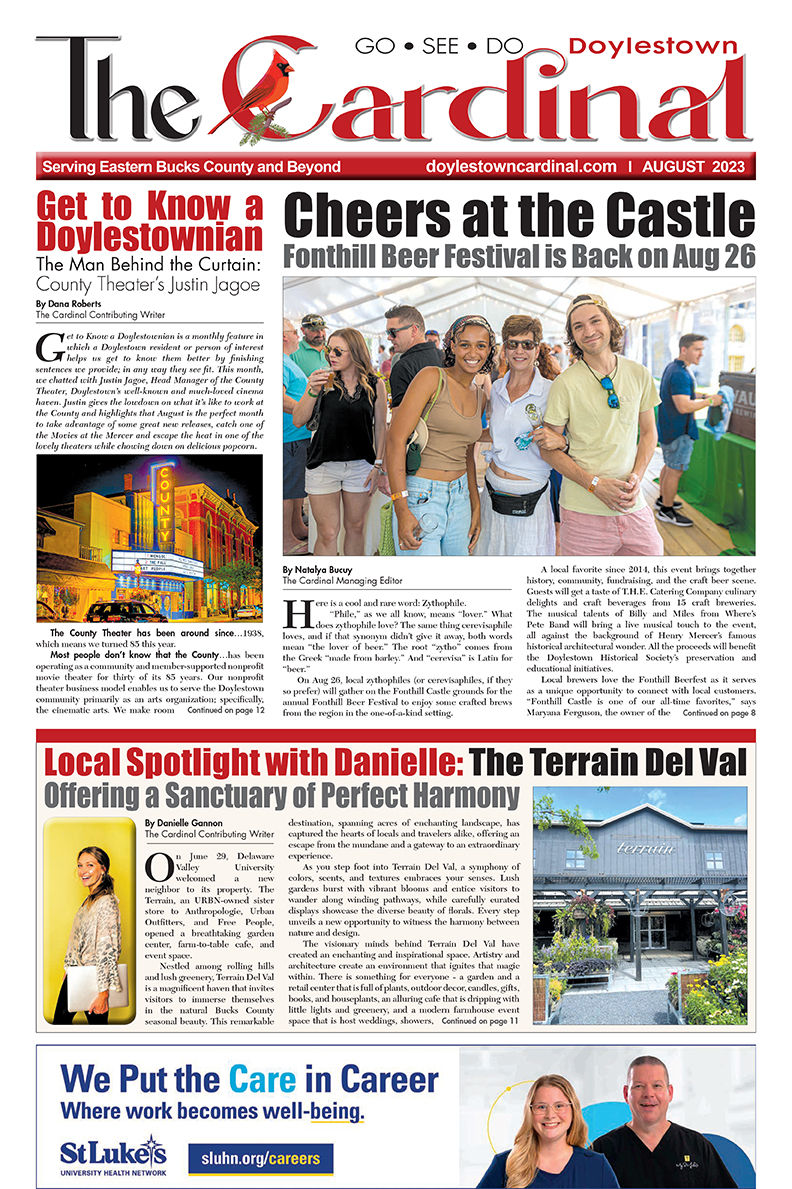 GO • SEE • DO
Doylestown
The Cardinal
Serving Eastern Bucks County and Beyond
doylestowncardinal.com I AUGUST 2023
Get to Know a
Doylestownian
The Man Behind the Curtain:
County Theater's Justin Jagoe
By Dana Roberts
The Cardinal Contributing Writer
Get to Know a Doylestownian is a monthly feature in
which a Doylestown resident or person of interest
helps us get to know them better by finishing
sentences we provide; in any way they see fit. This month,
we chatted with Justin Jagoe, Head Manager of the County
Theater, Doylestown's well-known and much-loved cinema
haven. Justin gives the lowdown on what it's like to work at
the County and highlights that August is the perfect month
to take advantage of some great new releases, catch one of
the Movies at the Mercer and escape the heat in one of the
lovely theaters while chowing down on delicious popcorn.
COUNTY
The County Theater has been around since…1938,
which means we turned 85 this year.
Most people don't know that the County…has been
operating as a community and member-supported nonprofit
movie theater for thirty of its 85 years. Our nonprofit
theater business model enables us to serve the Doylestown
community primarily as an arts organization; specifically,
the cinematic arts. We make room Continued on page 12
Cheers at the Castle
Fonthill Beer Festival is Back on Aug 26
By Natalya Bucuy
The Cardinal Managing Editor
Here is a cool and rare word: Zythophile.
"Phile," as we all know, means "lover." What
does zythophile love? The same thing cerevisaphile
loves, and if that synonym didn't give it away, both words
mean "the lover of beer." The root "zytho" comes from
the Greek "made from barley." And "cerevisa" is Latin for
"beer."
On Aug 26, local zythophiles (or cerevisaphiles, if they
so prefer) will gather on the Fonthill Castle grounds for the
annual Fonthill Beer Festival to enjoy some crafted brews
from the region in the one-of-a-kind setting.
A local favorite since 2014, this event brings together
history, community, fundraising, and the craft beer scene.
Guests will get a taste of T.H.E. Catering Company culinary
delights and craft beverages from 15 craft breweries.
The musical talents of Billy and Miles from Where's
Pete Band will bring a live musical touch to the event,
all against the background of Henry Mercer's famous
historical architectural wonder. All the proceeds will benefit
the Doylestown Historical Society's preservation and
educational initiatives.
Local brewers love the Fonthill Beerfest as it serves
as a unique opportunity to connect with local customers.
"Fonthill Castle is one of our all-time favorites," says
Maryana Ferguson, the owner of the Continued on page 8
Local Spotlight with Danielle: The Terrain Del Val
Offering a Sanctuary of Perfect Harmony
By Danielle Gannon
The Cardinal Contributing Writer
On June 29, Delaware
Valley University
welcomed a new
neighbor to its property. The
Terrain, an URBN-owned sister
store to Anthropologie, Urban
Outfitters, and Free People,
opened a breathtaking garden
center, farm-to-table cafe, and
event space.
Nestled among rolling hills
and lush greenery, Terrain Del Val
is a magnificent haven that invites
visitors to immerse themselves
in the natural Bucks County
seasonal beauty. This remarkable
destination, spanning acres of enchanting landscape, has
captured the hearts of locals and travelers alike, offering an
escape from the mundane and a gateway to an extraordinary
experience.
As you step foot into Terrain Del Val, a symphony of
colors, scents, and textures embraces your senses. Lush
gardens burst with vibrant blooms and entice visitors to
wander along winding pathways, while carefully curated
displays showcase the diverse beauty of florals. Every step
unveils a new opportunity to witness the harmony between
nature and design.
The visionary minds behind Terrain Del Val have
created an enchanting and inspirational space. Artistry and
architecture create an environment that ignites that magic
within. There is something for everyone - a garden and a
retail center that is full of plants, outdoor decor, candles, gifts,
books, and houseplants, an alluring cafe that is dripping with
little lights and greenery, and a modern farmhouse event
space that is host weddings, showers, Continued on page 11
terrain
We Put the Care in Career
Where work becomes well-being.
St Luke's
UNIVERSITY HEALTH NETWORK
sluhn.org/careers